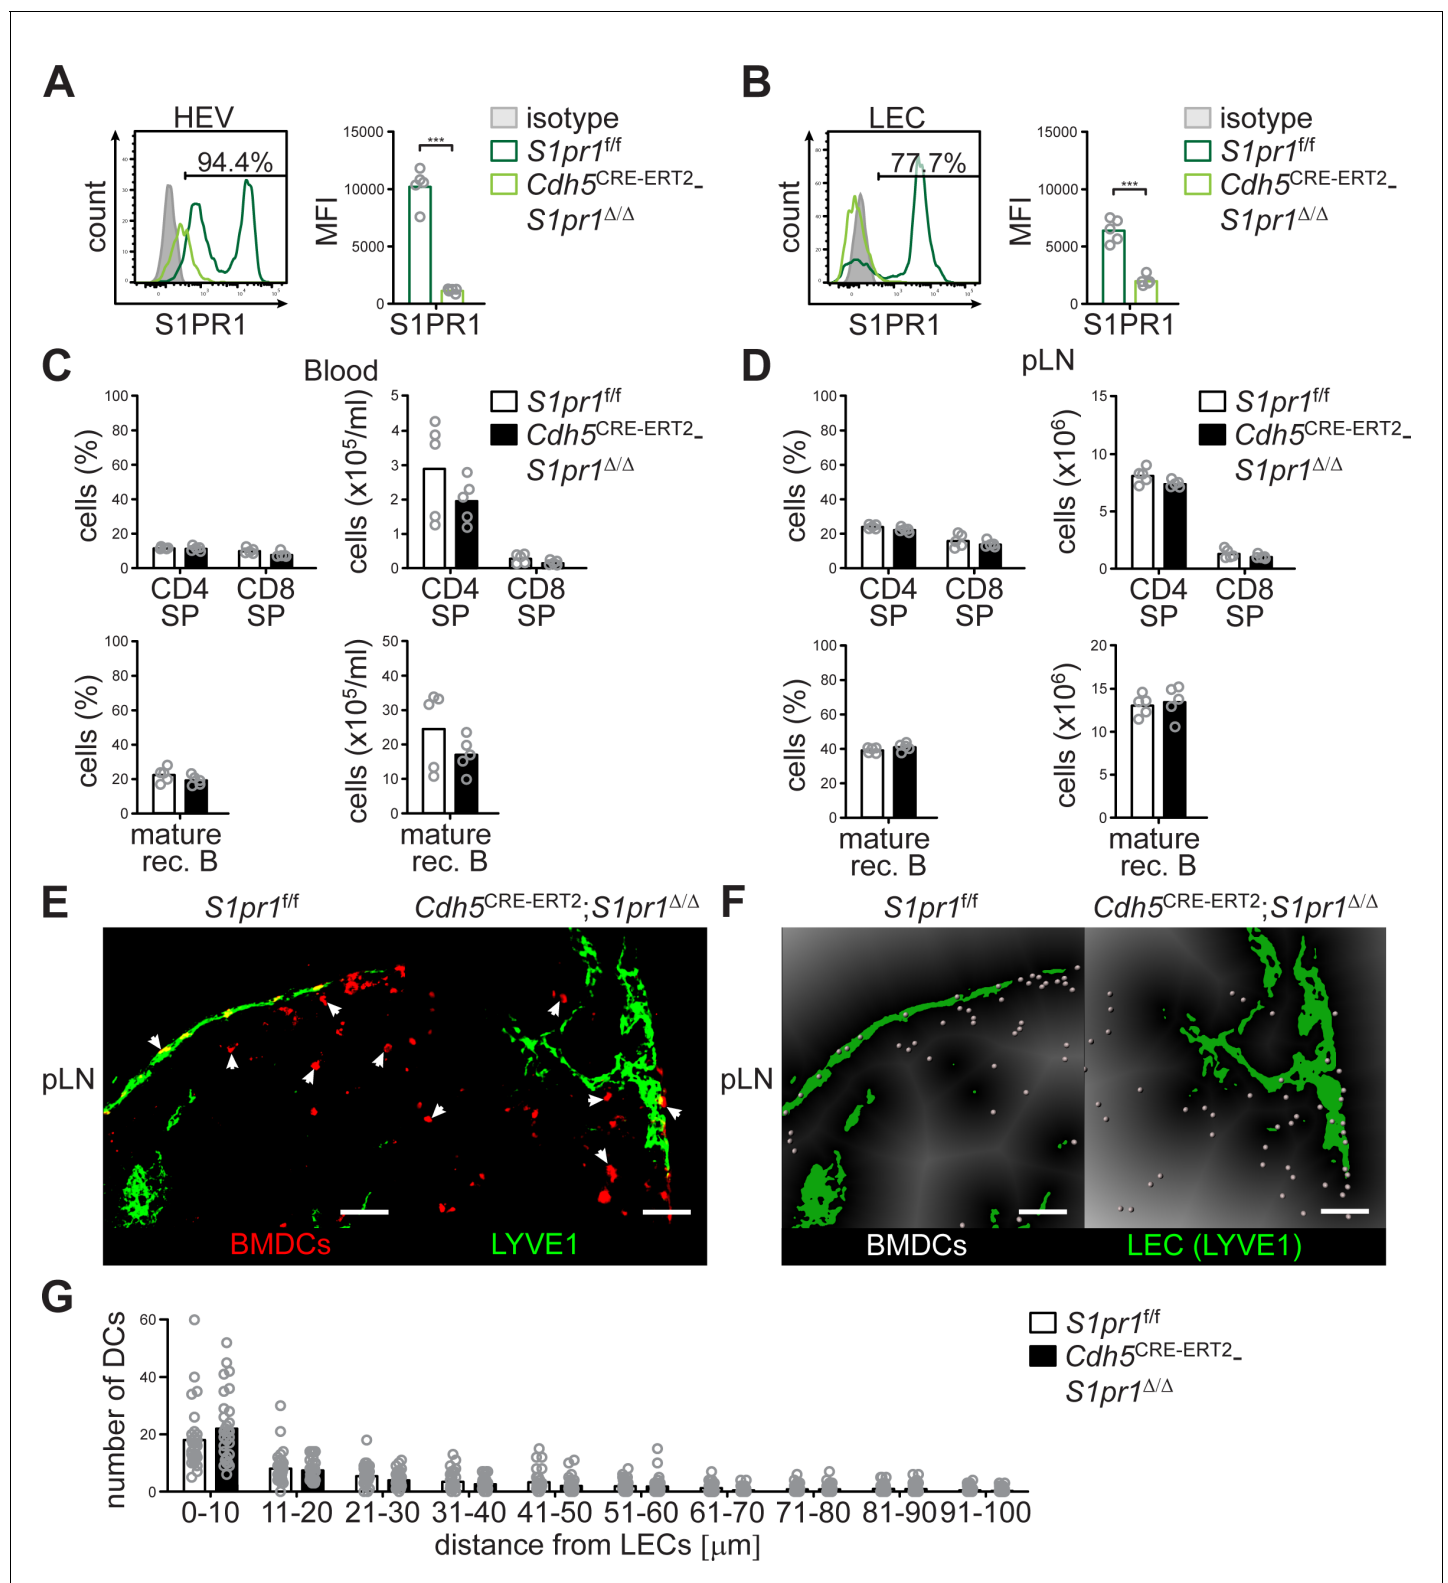 A
HEV
94.4%
count
S1PR1
15000
10000
5000
0
MFI
***
S1PR1
isotype
S1pr1f/f
Cdh5CRE-ERT2-
S1pr1Δ/Δ
B
LEC
77.7%
count
S1PR1
15000
10000
5000
0
MFI
***
S1PR1
isotype
S1pr1f/f
Cdh5CRE-ERT2-
S1pr1Δ/Δ
C
Blood
100
80
60
40
20
0
cells (%)
CD4 SP
CD8 SP
5
4
3
2
1
0
cells (x10⁵/ml)
CD4 SP
CD8 SP
S1pr1f/f
Cdh5CRE-ERT2-
S1pr1Δ/Δ
100
80
60
40
20
0
cells (%)
mature
rec. B
50
40
30
20
10
0
cells (x10⁵/ml)
mature
rec. B
D
pLN
100
80
60
40
20
0
cells (%)
CD4 SP
CD8 SP
15
10
5
0
cells (x10⁶)
CD4 SP
CD8 SP
S1pr1f/f
Cdh5CRE-ERT2-
S1pr1Δ/Δ
100
80
60
40
20
0
cells (%)
mature
rec. B
20
15
10
5
0
cells (x10⁶)
mature
rec. B
E
S1pr1f/f
Cdh5CRE-ERT2;S1pr1Δ/Δ
pLN
BMDCs
LYVE1
F
S1pr1f/f
Cdh5CRE-ERT2;S1pr1Δ/Δ
pLN
BMDCs
LEC (LYVE1)
G
60
40
20
0
number of DCs
0-10 11-20 21-30 31-40 41-50 51-60 61-70 71-80 81-90 91-100
distance from LECs [μm]
S1pr1f/f
Cdh5CRE-ERT2-
S1pr1Δ/Δ